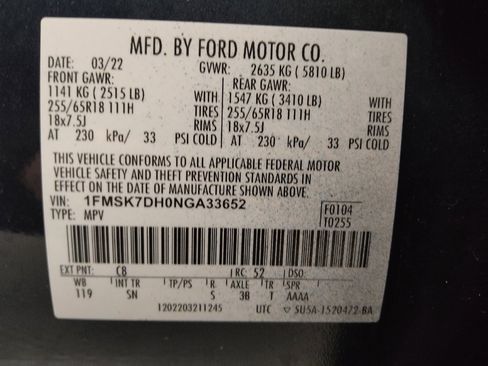 MFD. BY FORD MOTOR CO.
DATE: 03/22 GVWR: 2635 KG ( 5810 LB)
FRONT GAWR: REAR GAWR:
1141 KG ( 2515 LB) WITH 1547 KG ( 3410 LB) WITH
255/65R18 111H TIRES 255/65R18 111H TIRES
18x7.5J RIMS 18x7.5J RIMS
AT 230 kPa/ 33 PSI COLD AT 230 kPa/ 33 PSI COLD
THIS VEHICLE CONFORMS TO ALL APPLICABLE FEDERAL MOTOR
VEHICLE SAFETY AND THEFT PREVENTION STANDARDS
IN EFFECT ON THE DATE OF MANUFACTURE SHOWN ABOVE.
VIN: 1FMSK7DH0NGA33652
TYPE: MPV
F0104
T0255
EXT PNT: C8 RC: 52 DSO:
WB INT TR TP/PS R AXLE TR SPR
119 SN S 3B T AAAA
1202203211245 UTC ▽ SU5A-1520472-BA